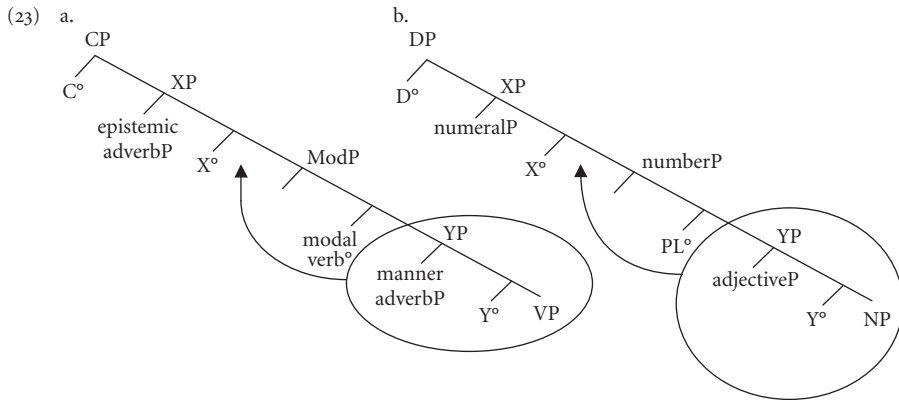 (23) a. b.
CP DP
C° XP D° XP
epistemic
adverbP numeralP
X° ModP X° numberP
modal
verb° YP PL° YP
manner
adverbP adjectiveP
Y° VP Y° NP